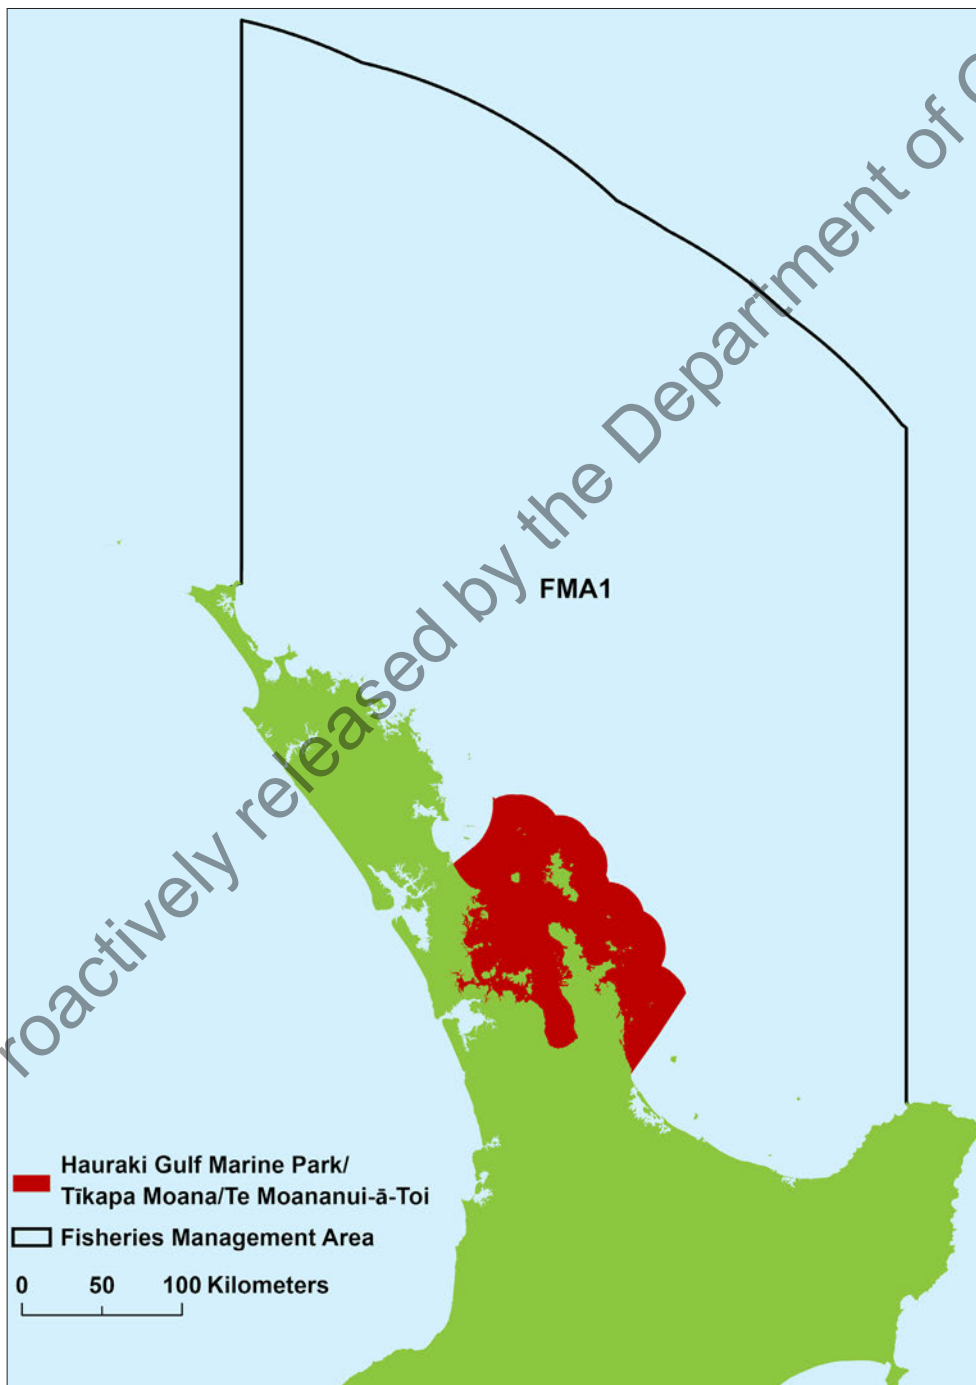 roactively released by the Department of C
FMA1
Hauraki Gulf Marine Park/
Tīkapa Moana/Te Moananui-ā-Toi
Fisheries Management Area
0 50 100 Kilometers